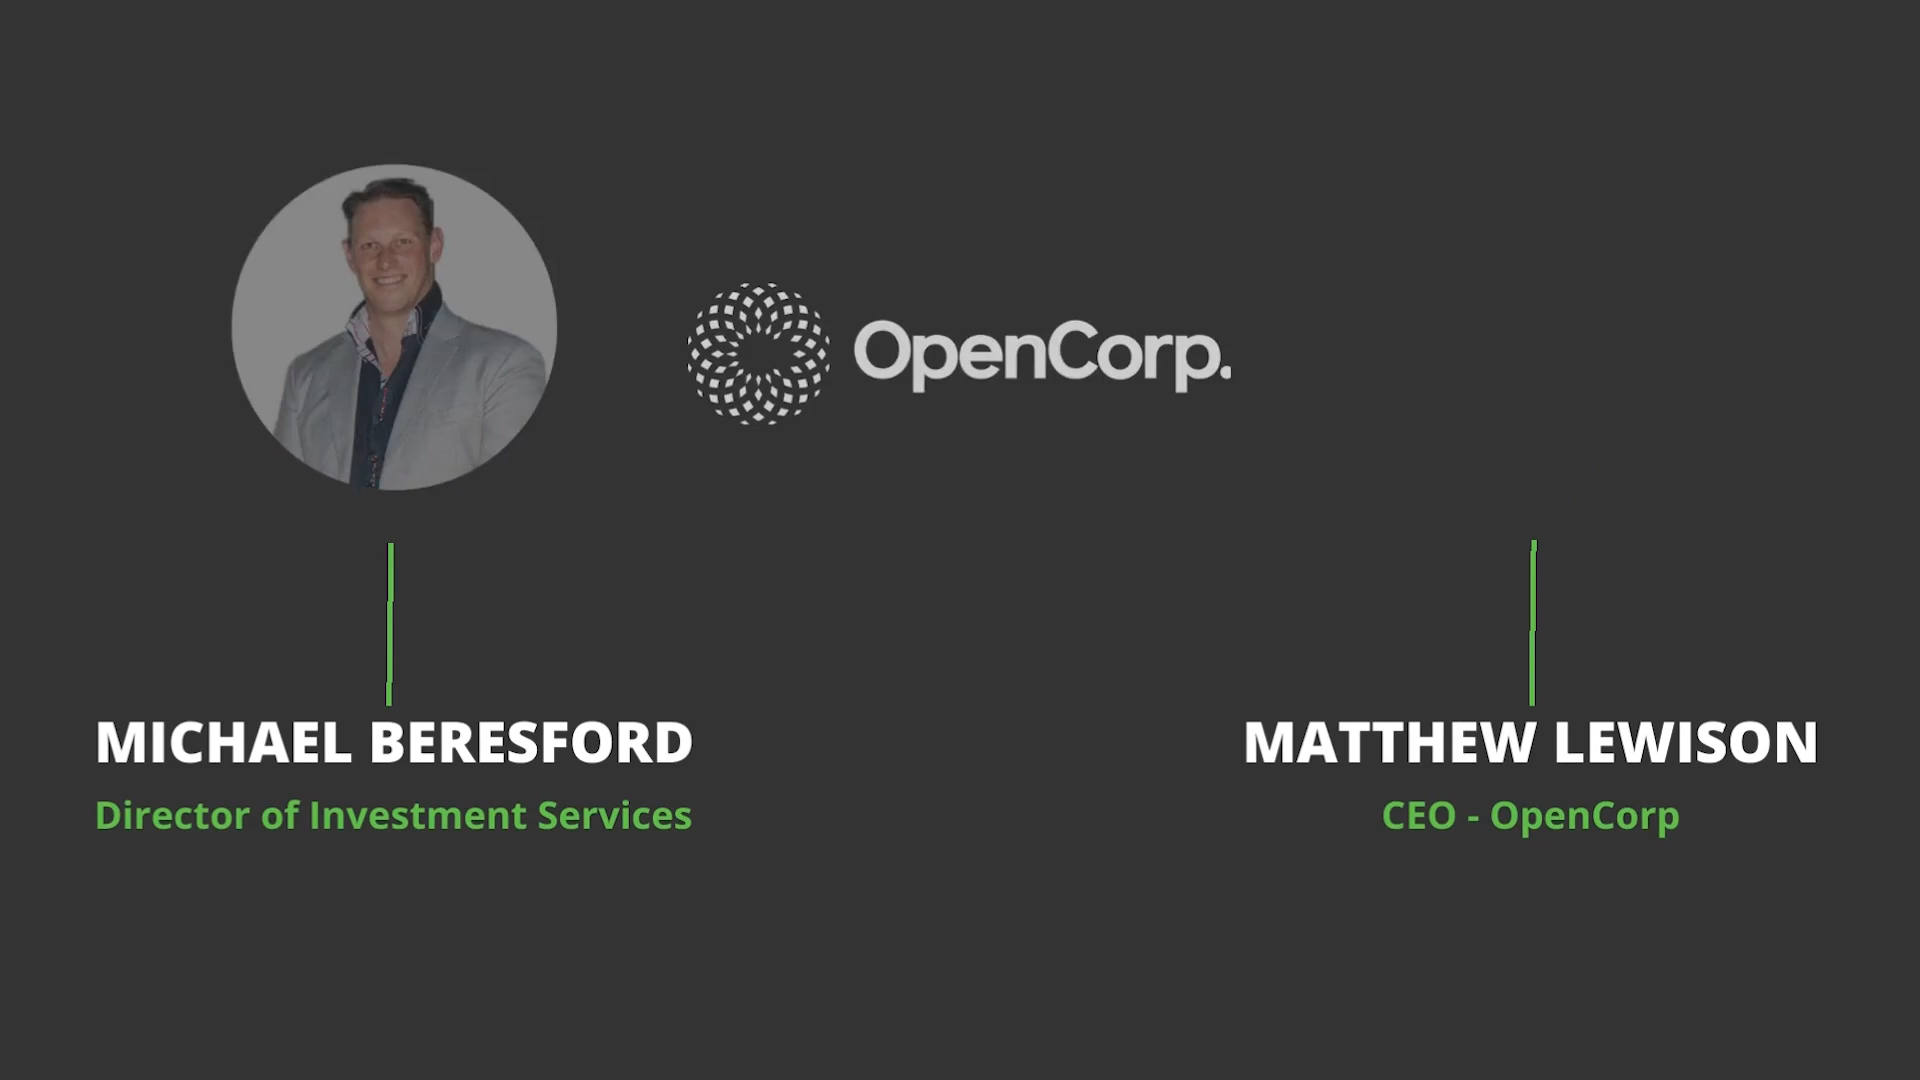 OpenCorp.
MICHAEL BERESFORD
Director of Investment Services
MATTHEW LEWISON
CEO - OpenCorp